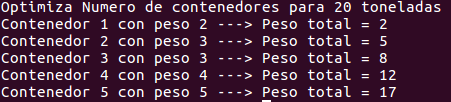 Optimiza Numero de contenedores para 20 toneladas
Contenedor 1 con peso 2 ---> Peso total = 2
Contenedor 2 con peso 3 ---> Peso total = 5
Contenedor 3 con peso 3 ---> Peso total = 8
Contenedor 4 con peso 4 ---> Peso total = 12
Contenedor 5 con peso 5 ---> Peso total = 17